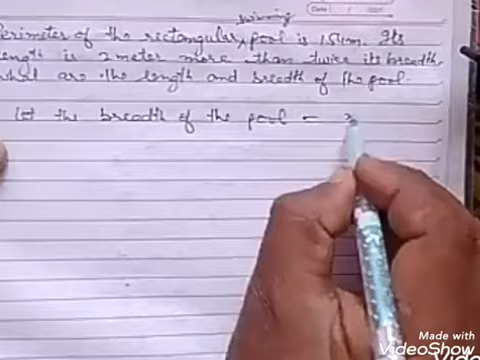 swimming
Perimeter of the rectangular pool is 154m. Its
length is 2 meter more than twice its breadth.
what are the length and breadth of the pool.
let the breadth of the pool = x
Date
Made with
VideoShow